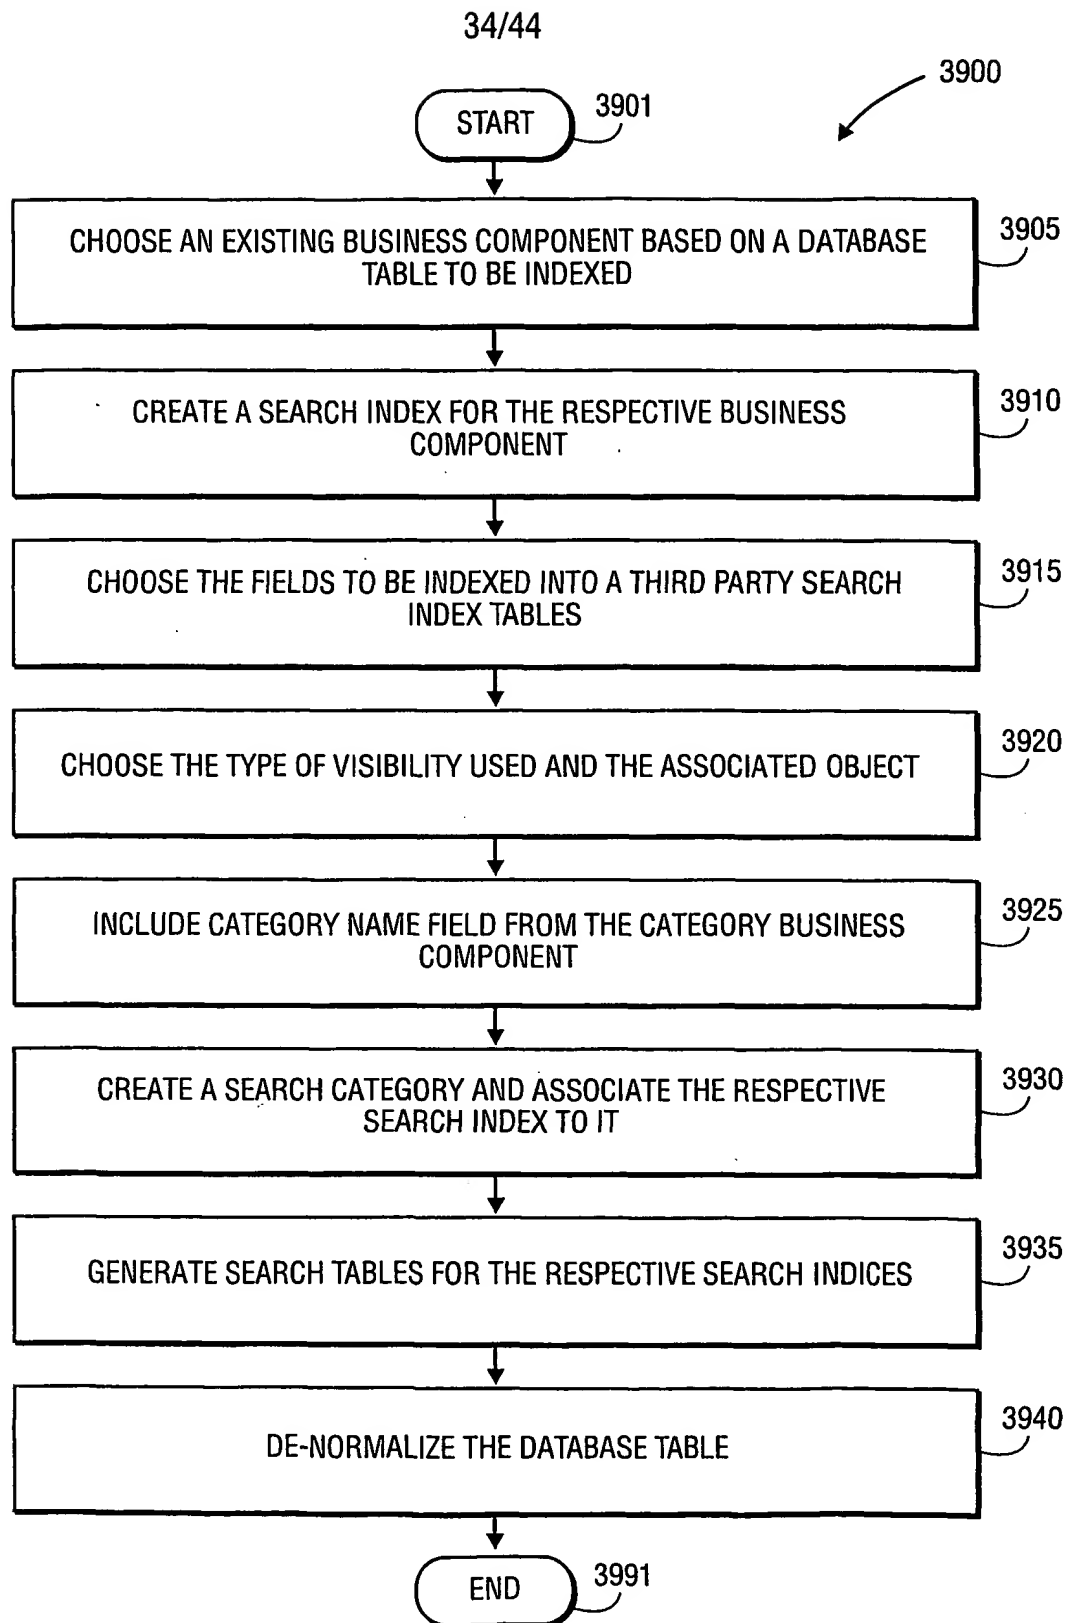 34/44
3900
START
3901
CHOOSE AN EXISTING BUSINESS COMPONENT BASED ON A DATABASE
TABLE TO BE INDEXED
3905
CREATE A SEARCH INDEX FOR THE RESPECTIVE BUSINESS
COMPONENT
3910
CHOOSE THE FIELDS TO BE INDEXED INTO A THIRD PARTY SEARCH
INDEX TABLES
3915
CHOOSE THE TYPE OF VISIBILITY USED AND THE ASSOCIATED OBJECT
3920
INCLUDE CATEGORY NAME FIELD FROM THE CATEGORY BUSINESS
COMPONENT
3925
CREATE A SEARCH CATEGORY AND ASSOCIATE THE RESPECTIVE
SEARCH INDEX TO IT
3930
GENERATE SEARCH TABLES FOR THE RESPECTIVE SEARCH INDICES
3935
DE-NORMALIZE THE DATABASE TABLE
3940
END
3991